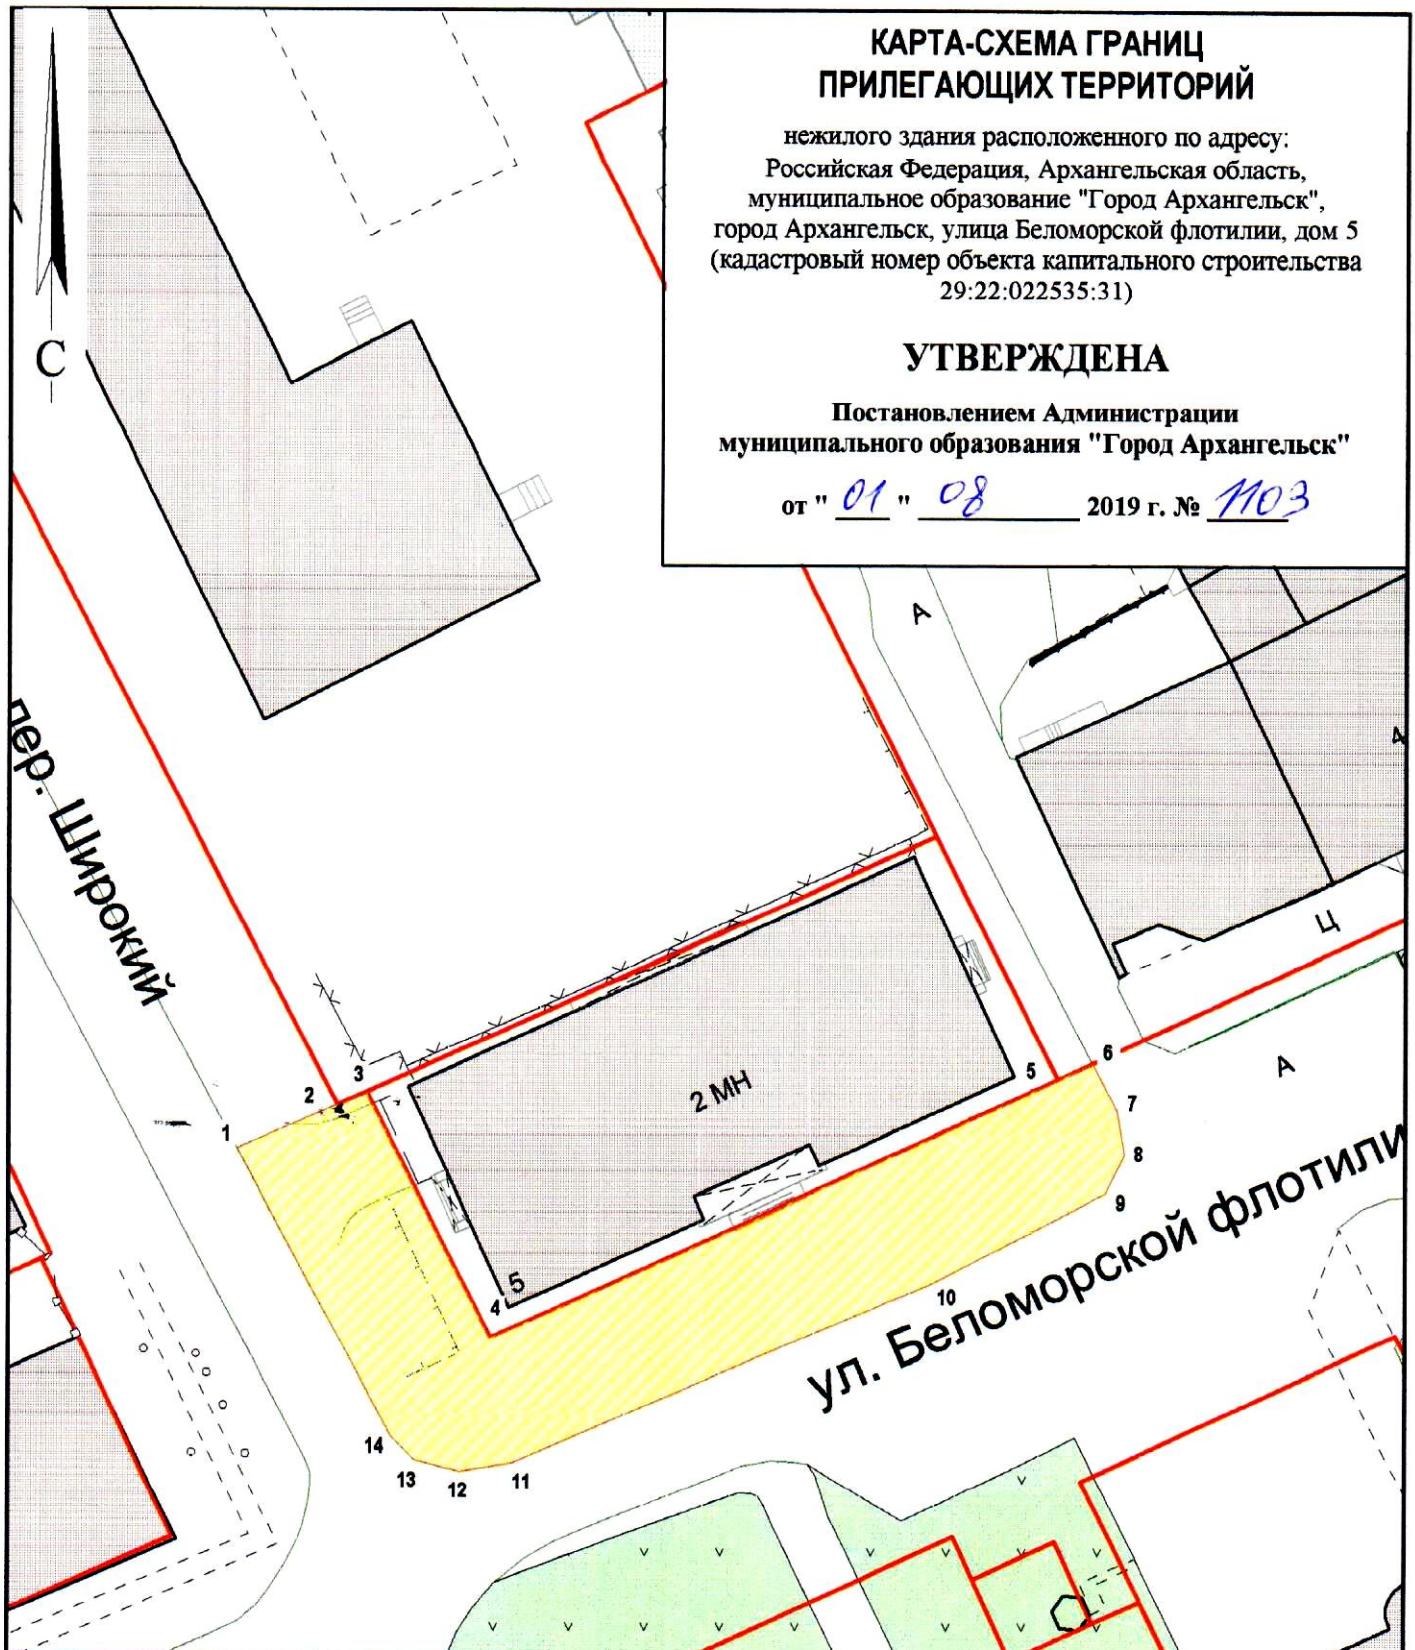 КАРТА-СХЕМА ГРАНИЦ
ПРИЛЕГАЮЩИХ ТЕРРИТОРИЙ
нежилого здания расположенного по адресу:
Российская Федерация, Архангельская область,
муниципальное образование "Город Архангельск",
город Архангельск, улица Беломорской флотилии, дом 5
(кадастровый номер объекта капитального строительства
29:22:022535:31)
УТВЕРЖДЕНА
Постановлением Администрации
муниципального образования "Город Архангельск"
от " 01 " 08 2019 г. № 1103
С
А
4
пер. Широкий
Ц
3
6
2
5
А
2 МН
7
1
8
9
5
4
10
ул. Беломорской флотили
14
13
12
11